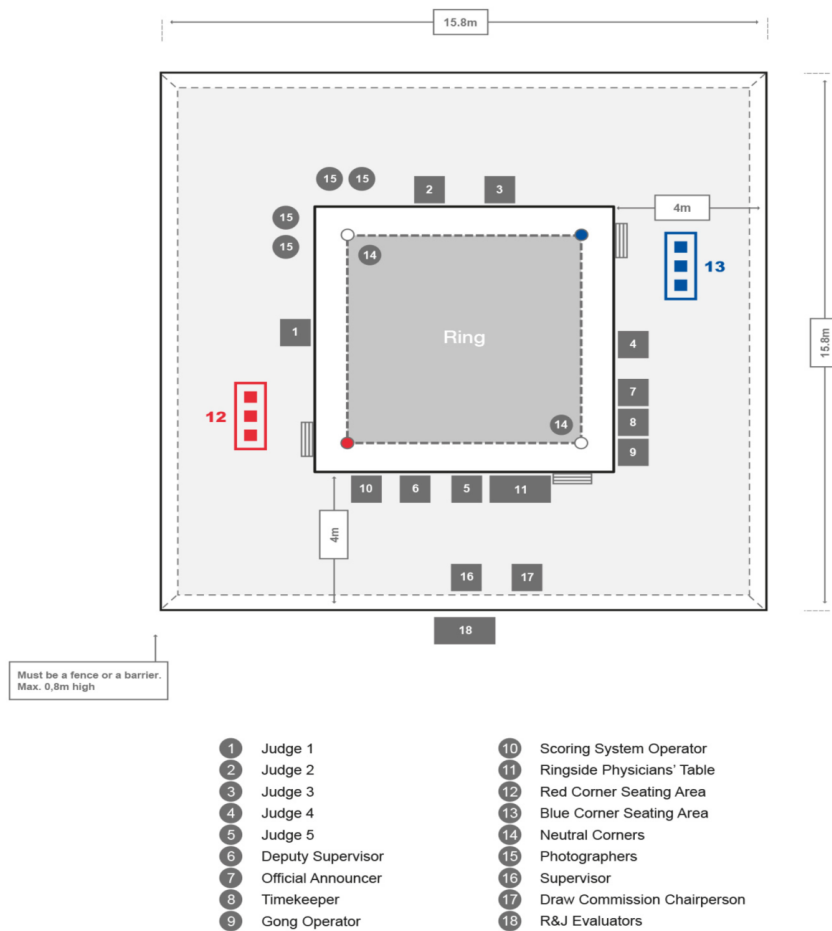 15.8m
15
15
2
3
15
15
4m
14
13
1
Ring
4
15.8m
7
12
14
8
9
10
6
5
11
4m
16
17
18
Must be a fence or a barrier.
Max. 0,8m high
1 Judge 1
2 Judge 2
3 Judge 3
4 Judge 4
5 Judge 5
6 Deputy Supervisor
7 Official Announcer
8 Timekeeper
9 Gong Operator
10 Scoring System Operator
11 Ringside Physicians' Table
12 Red Corner Seating Area
13 Blue Corner Seating Area
14 Neutral Corners
15 Photographers
16 Supervisor
17 Draw Commission Chairperson
18 R&J Evaluators